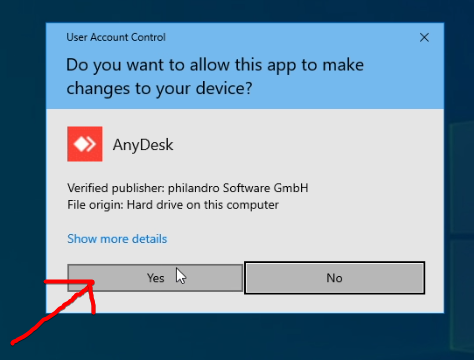 User Account Control
Do you want to allow this app to make
changes to your device?
AnyDesk
Verified publisher: philandro Software GmbH
File origin: Hard drive on this computer
Show more details
Yes
No